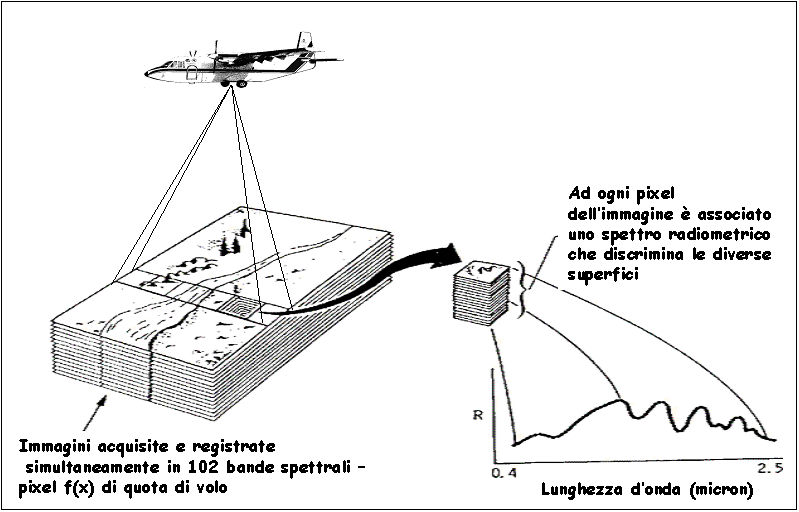 Ad ogni pixel
dell'immagine è associato
uno spettro radiometrico
che discrimina le diverse
superfici
Immagini acquisite e registrate
simultaneamente in 102 bande spettrali -
pixel f(x) di quota di volo
R
0.4
2.5
Lunghezza d'onda (micron)